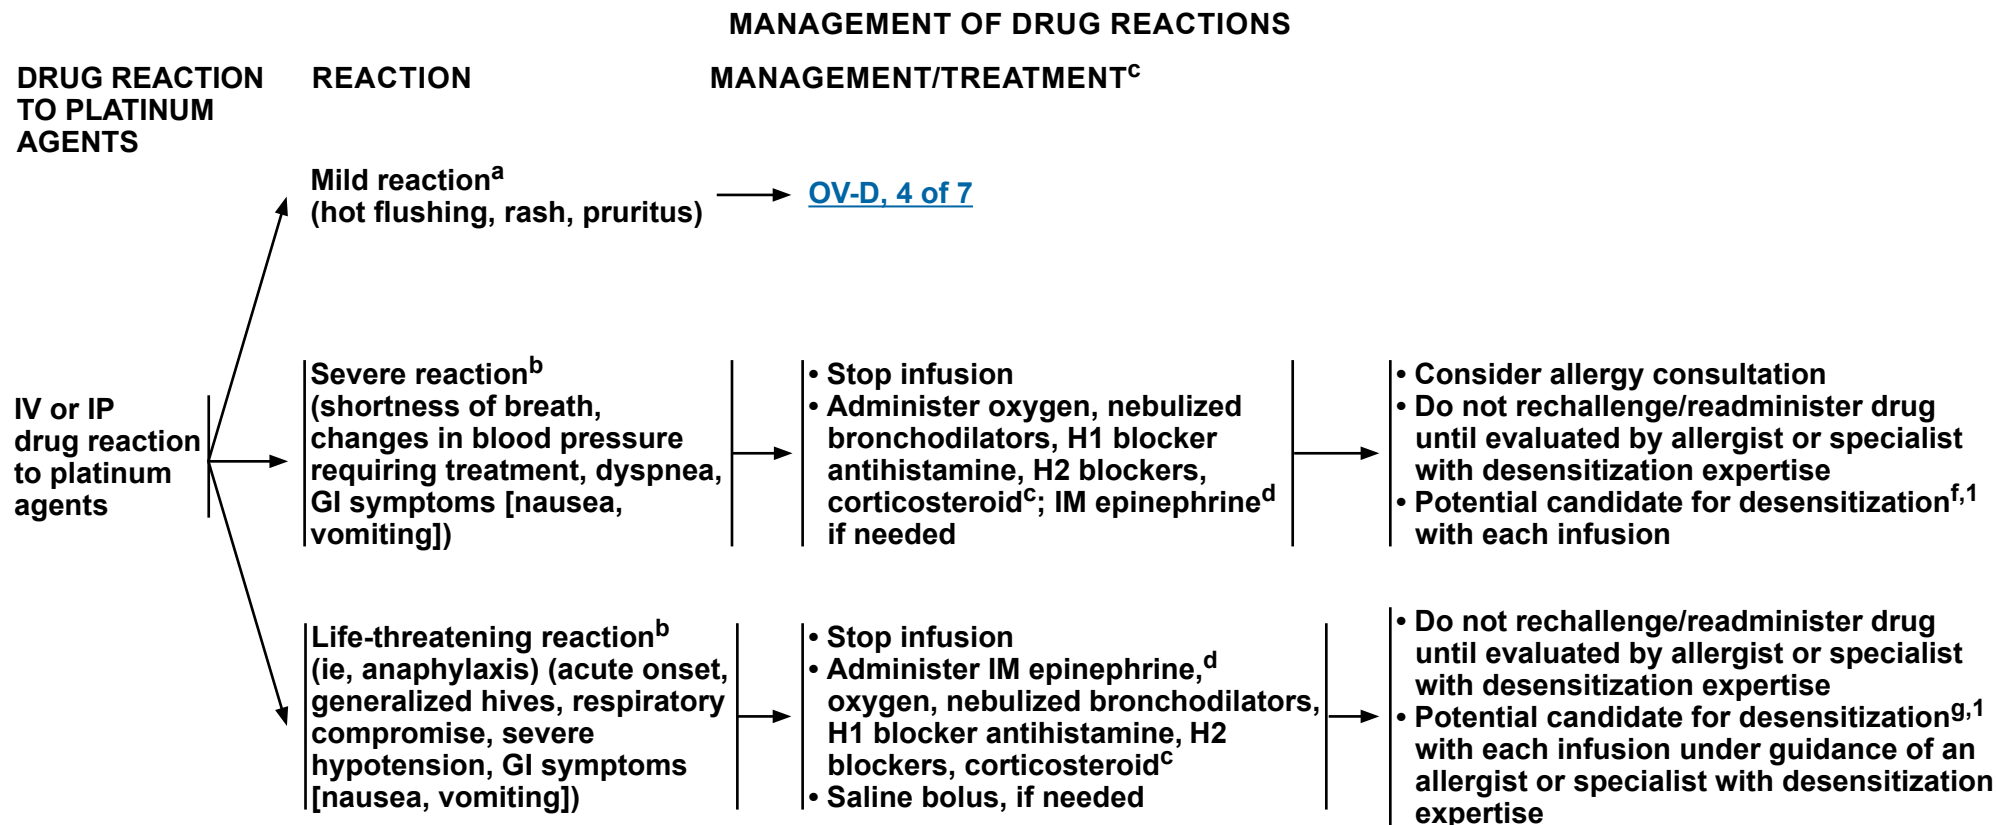 MANAGEMENT OF DRUG REACTIONS
DRUG REACTION
TO PLATINUM
AGENTS
REACTION
MANAGEMENT/TREATMENTc
Mild reactiona
(hot flushing, rash, pruritus)
OV-D, 4 of 7
IV or IP
drug reaction
to platinum
agents
Severe reactionb
(shortness of breath,
changes in blood pressure
requiring treatment, dyspnea,
GI symptoms [nausea,
vomiting])
• Stop infusion
• Administer oxygen, nebulized
bronchodilators, H1 blocker
antihistamine, H2 blockers,
corticosteroidc; IM epinephrined
if needed
• Consider allergy consultation
• Do not rechallenge/readminister drug
until evaluated by allergist or specialist
with desensitization expertise
• Potential candidate for desensitizationf,1
with each infusion
Life-threatening reactionb
(ie, anaphylaxis) (acute onset,
generalized hives, respiratory
compromise, severe
hypotension, GI symptoms
[nausea, vomiting])
• Stop infusion
• Administer IM epinephrine,d
oxygen, nebulized bronchodilators,
H1 blocker antihistamine, H2
blockers, corticosteroidc
• Saline bolus, if needed
• Do not rechallenge/readminister drug
until evaluated by allergist or specialist
with desensitization expertise
• Potential candidate for desensitizationg,1
with each infusion under guidance of an
allergist or specialist with desensitization
expertise